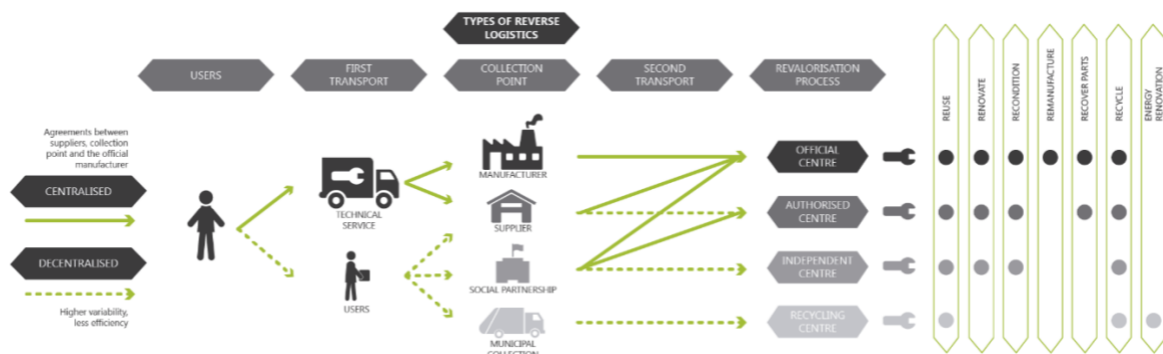 TYPES OF REVERSE
LOGISTICS
USERS
FIRST
TRANSPORT
COLLECTION
POINT
SECOND
TRANSPORT
REVALORISATION
PROCESS
REUSE
RENOVATE
RECONDITION
REMANUFACTURE
RECOVER PARTS
RECYCLE
ENERGY
RENOVATION
Agreements between
suppliers, collection
point and the official
manufacturer
CENTRALISED
DECENTRALISED
Higher variability,
less efficiency
TECHNICAL
SERVICE
USERS
MANUFACTURER
SUPPLIER
SOCIAL PARTNERSHIP
MUNICIPAL
COLLECTION
OFFICIAL
CENTRE
AUTHORISED
CENTRE
INDEPENDENT
CENTRE
RECYCLING
CENTRE